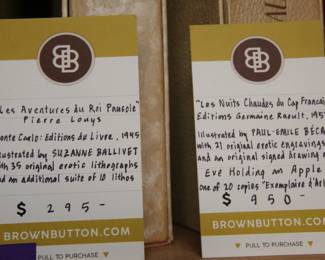 "Les Aventures du Roi Pausole"
Pierre Louys
Monte Carlo: Editions du Livre, 1945
Illustrated by SUZANNE BALLIVET
with 35 original erotic lithographs
and an additional suite of 10 lithos
$ 295-
BROWNBUTTON.COM
PULL TO PURCHASE
"Les Nuits Chaudes du Cap Français
Editions Germaine Raoult, 195
Illustrated by PAUL-EMILE BÉCA
with 21 original erotic engravings
and an original signed drawing
Eve Holding an Apple
one of 20 copies "Exemplaire d'Art
$ 950-
BROWNBUTTON.COM
PULL TO PURCHASE